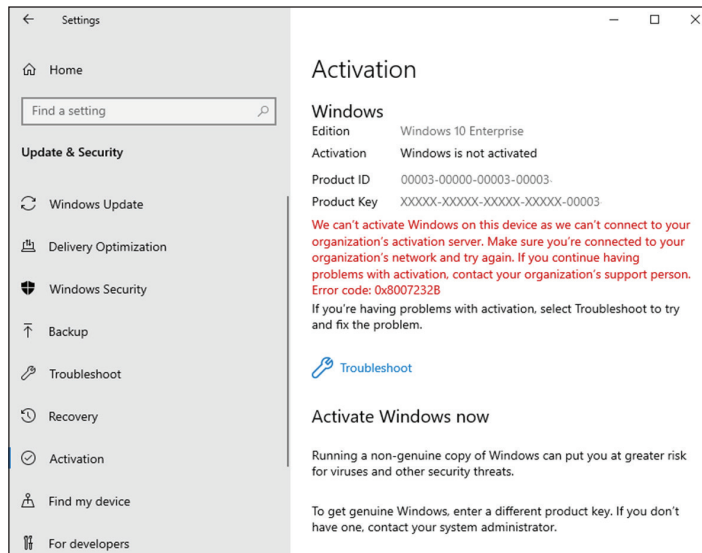 Settings
Home
Activation
Find a setting
Windows
Edition Windows 10 Enterprise
Update & Security
Activation Windows is not activated
Product ID 00003-00000-00003-00003-
Product Key XXXXX-XXXXX-XXXXX-XXXXX-00003
Windows Update
We can't activate Windows on this device as we can't connect to your
organization's activation server. Make sure you're connected to your
Delivery Optimization
organization's network and try again. If you continue having
problems with activation, contact your organization's support person.
Windows Security
Error code: 0x8007232B
If you're having problems with activation, select Troubleshoot to try
and fix the problem.
Backup
Troubleshoot
Troubleshoot
Recovery
Activate Windows now
Activation
Running a non-genuine copy of Windows can put you at greater risk
for viruses and other security threats.
Find my device
To get genuine Windows, enter a different product key. If you don't
have one, contact your system administrator.
For developers